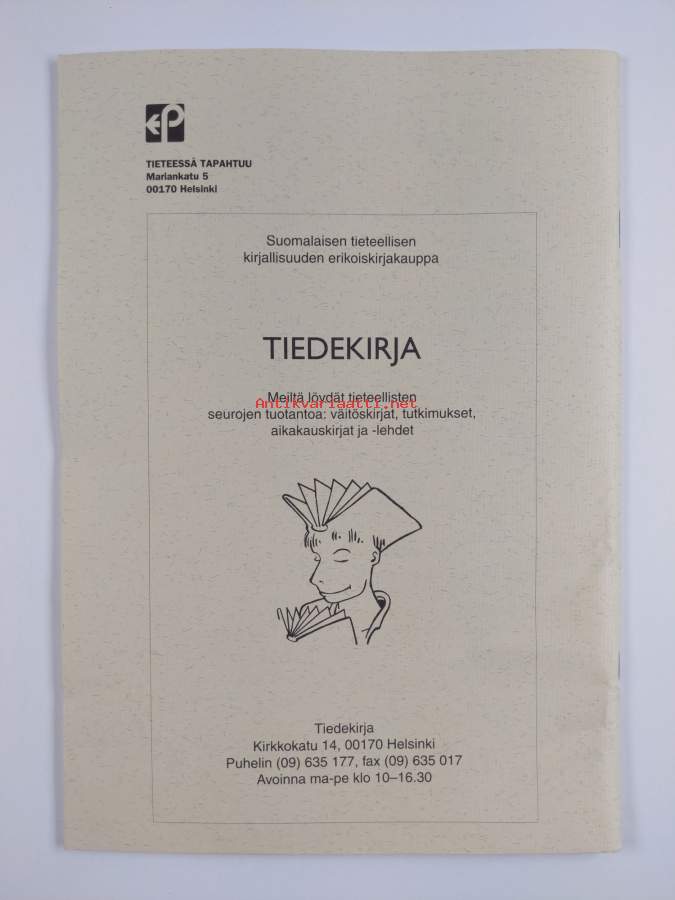 TIETEESSÄ TAPAHTUU
Mariankatu 5
00170 Helsinki
Suomalaisen tieteellisen
kirjallisuuden erikoiskirjakauppa
TIEDEKIRJA
Meiltä löydät tieteellisten
Antikvariaatti.net
seurojen tuotantoa: väitöskirjat, tutkimukset,
aikakauskirjat ja -lehdet
Tiedekirja
Kirkkokatu 14, 00170 Helsinki
Puhelin (09) 635 177, fax (09) 635 017
Avoinna ma-pe klo 10–16.30